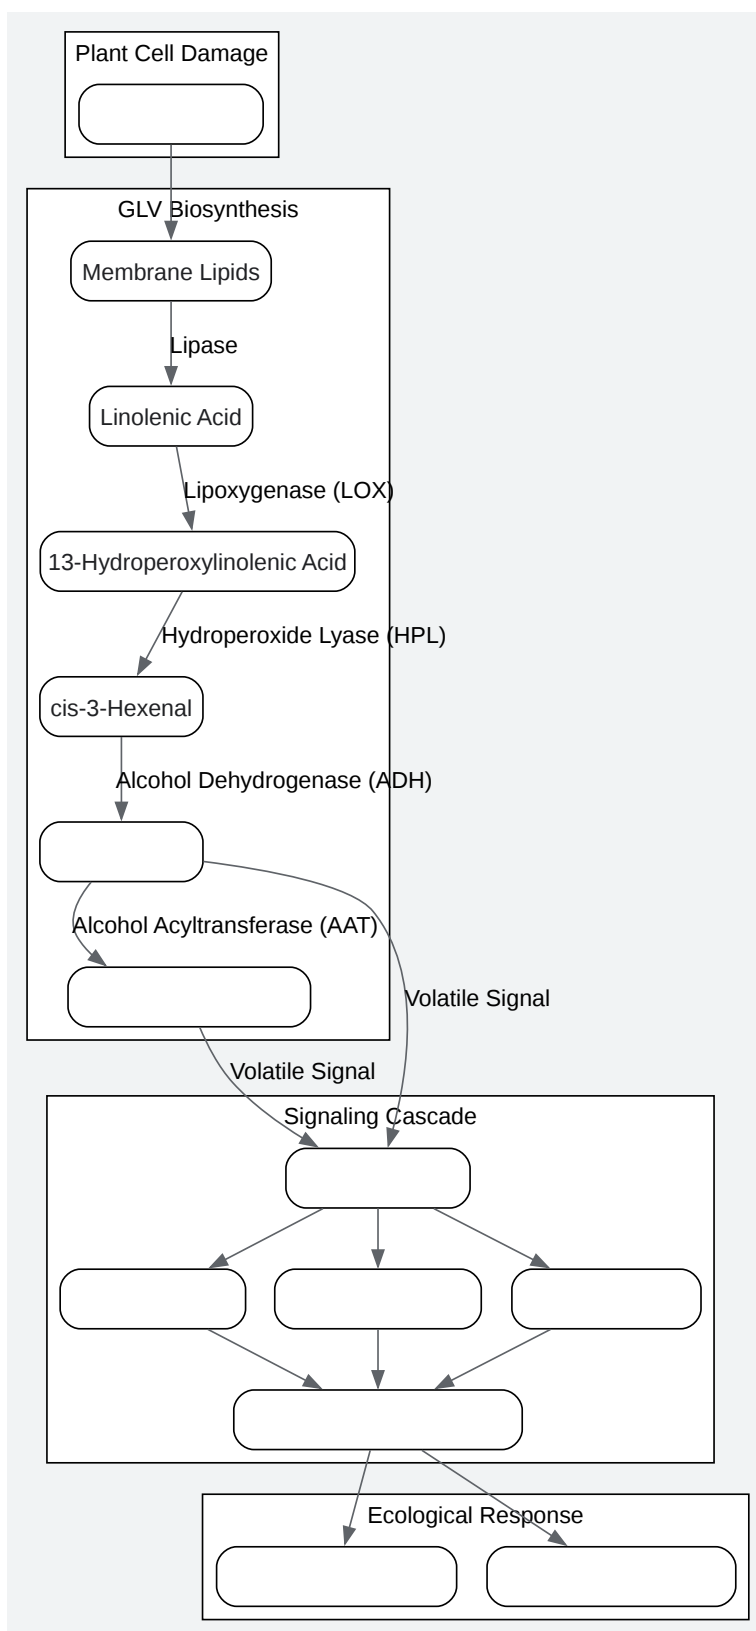 Plant Cell Damage
GLV Biosynthesis
Membrane Lipids
Lipase
Linolenic Acid
Lipoxygenase (LOX)
13-Hydroperoxylinolenic Acid
Hydroperoxide Lyase (HPL)
cis-3-Hexenal
Alcohol Dehydrogenase (ADH)
Alcohol Acyltransferase (AAT)
Volatile Signal
Volatile Signal
Signaling Cascade
Ecological Response